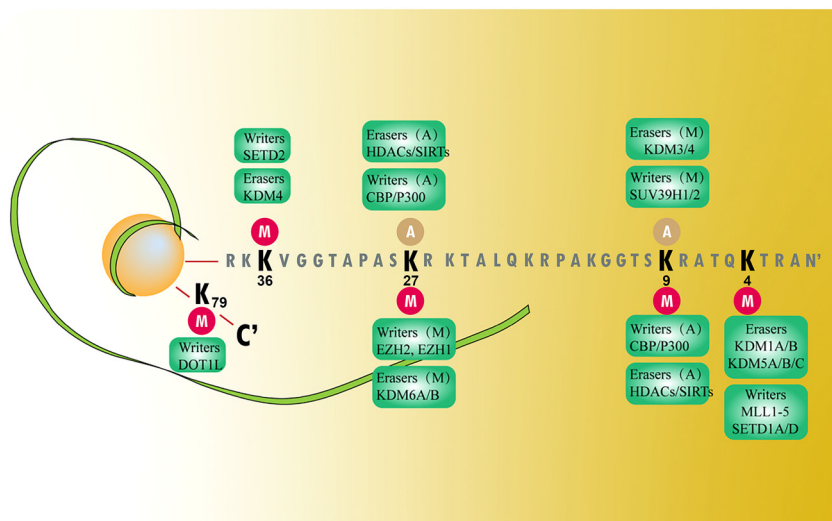 Writers
SETD2
Erasers
KDM4
M
Erasers (A)
HDACs/SIRTs
Writers (A)
CBP/P300
A
Erasers (M)
KDM3/4
Writers (M)
SUV39H1/2
A
RKKVGGTAPASKRKTALQKRPAKGGTSKRATQKTRAN'
36
27
9
4
K79
M
C'
Writers
DOT1L
M
Writers (M)
EZH2, EZH1
Erasers (M)
KDM6A/B
M
Writers (A)
CBP/P300
Erasers (A)
HDACs/SIRTs
M
Erasers
KDM1A/B
KDM5A/B/C
Writers
MLL1-5
SETD1A/D